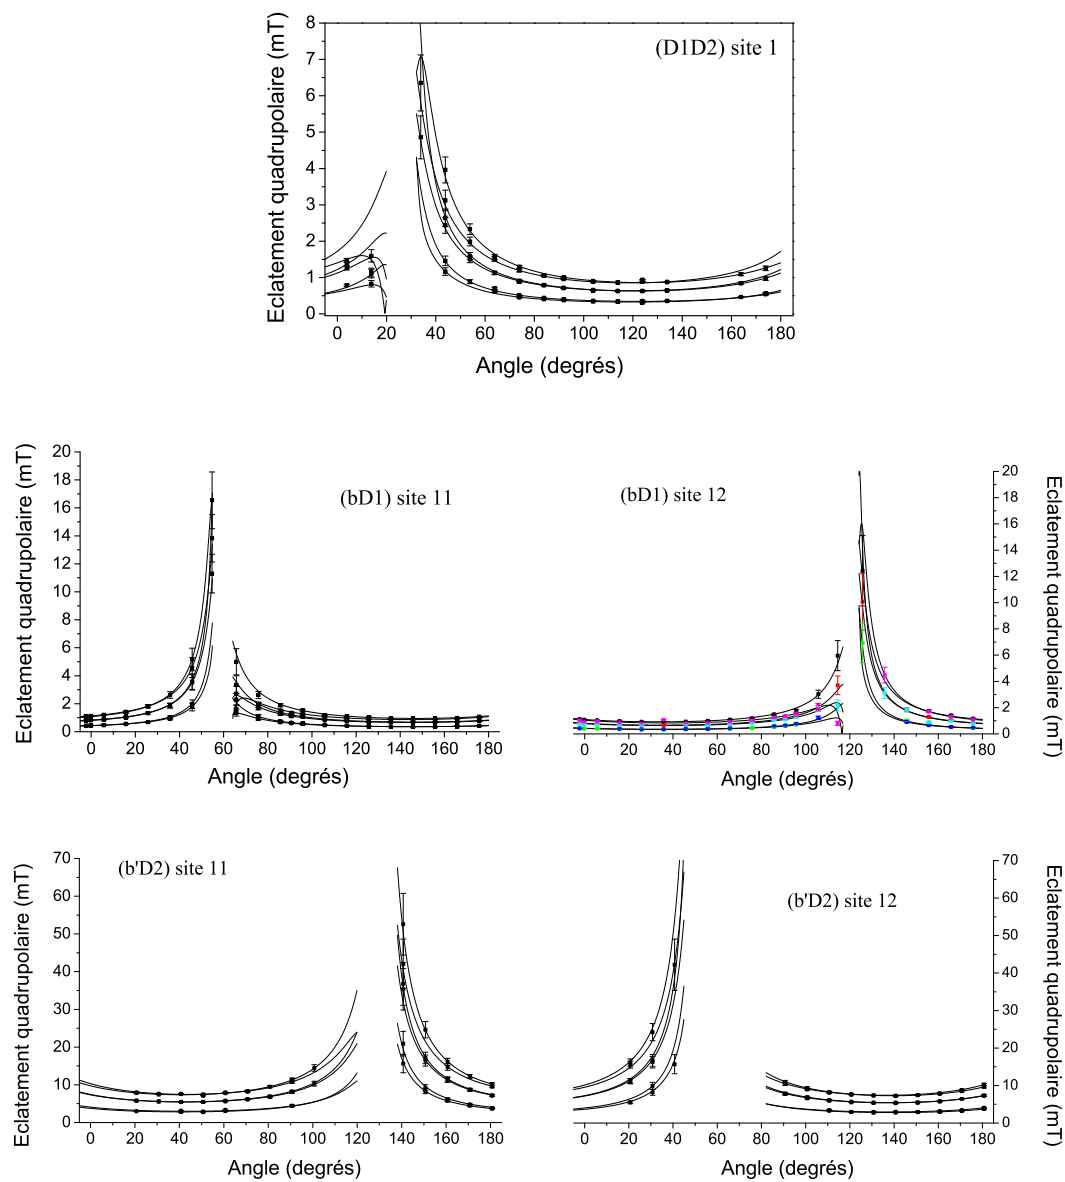 (D1D2) site 1
Eclatement quadrupolaire (mT)
8
7
6
5
4
3
2
1
0
0 20 40 60 80 100 120 140 160 180
Angle (degrés)
(bD1) site 11
Eclatement quadrupolaire (mT)
20
18
16
14
12
10
8
6
4
2
0
0 20 40 60 80 100 120 140 160 180
Angle (degrés)
(bD1) site 12
Eclatement quadrupolaire (mT)
20
18
16
14
12
10
8
6
4
2
0
0 20 40 60 80 100 120 140 160 180
Angle (degrés)
(b'D2) site 11
Eclatement quadrupolaire (mT)
70
60
50
40
30
20
10
0
0 20 40 60 80 100 120 140 160 180
Angle (degrés)
(b'D2) site 12
Eclatement quadrupolaire (mT)
70
60
50
40
30
20
10
0
0 20 40 60 80 100 120 140 160 180
Angle (degrés)